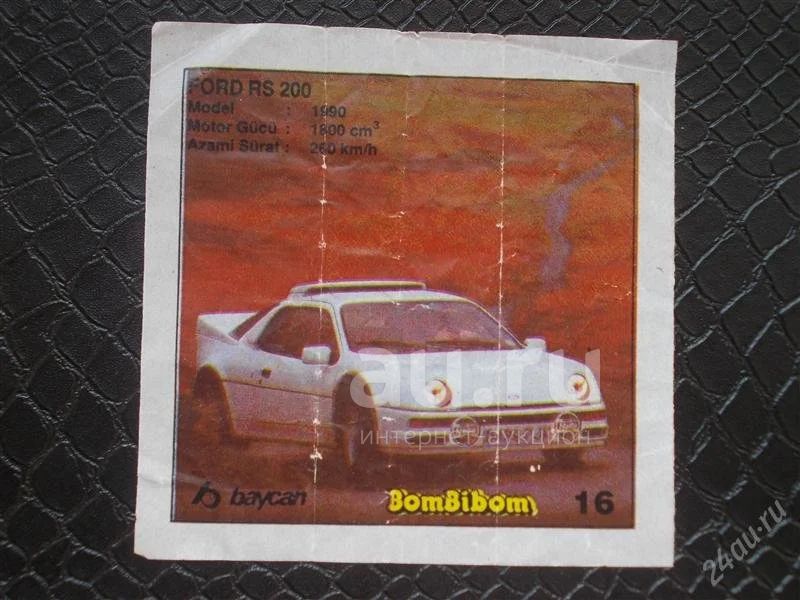 FORD RS 200
Model : 1990
Motor Gücü : 1800 cm³
Azami Sürat : 260 km/h
au.ru
интернет-аукцион
baycan
BomBibom
16
24au.ru